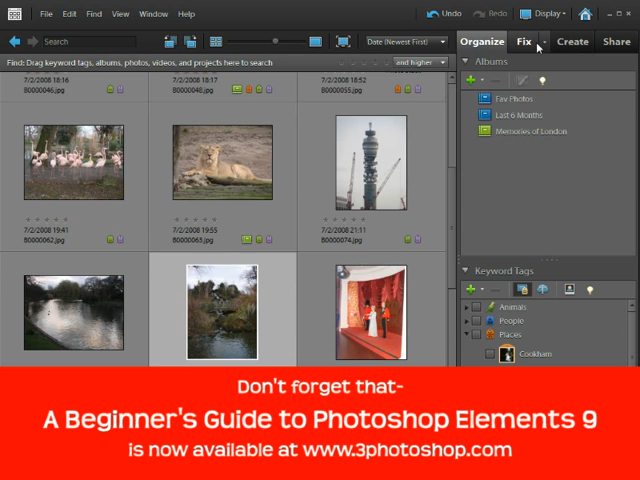 File Edit Find View Window Help
Undo Redo Display
Search
Date (Newest First)
Organize Fix Create Share
Find: Drag keyword tags, albums, photos, videos, and projects here to search
and higher
Albums
Fav Photos
Last 6 Months
Memories of London
7/2/2008 18:16
B0000046.jpg
7/2/2008 18:17
B0000048.jpg
7/2/2008 18:52
B0000055.jpg
7/2/2008 19:41
B0000062.jpg
7/2/2008 19:55
B0000063.jpg
7/2/2008 21:11
B0000074.jpg
Keyword Tags
Animals
People
Places
Cookham
Don't forget that-
A Beginner's Guide to Photoshop Elements 9
is now available at www.3photoshop.com